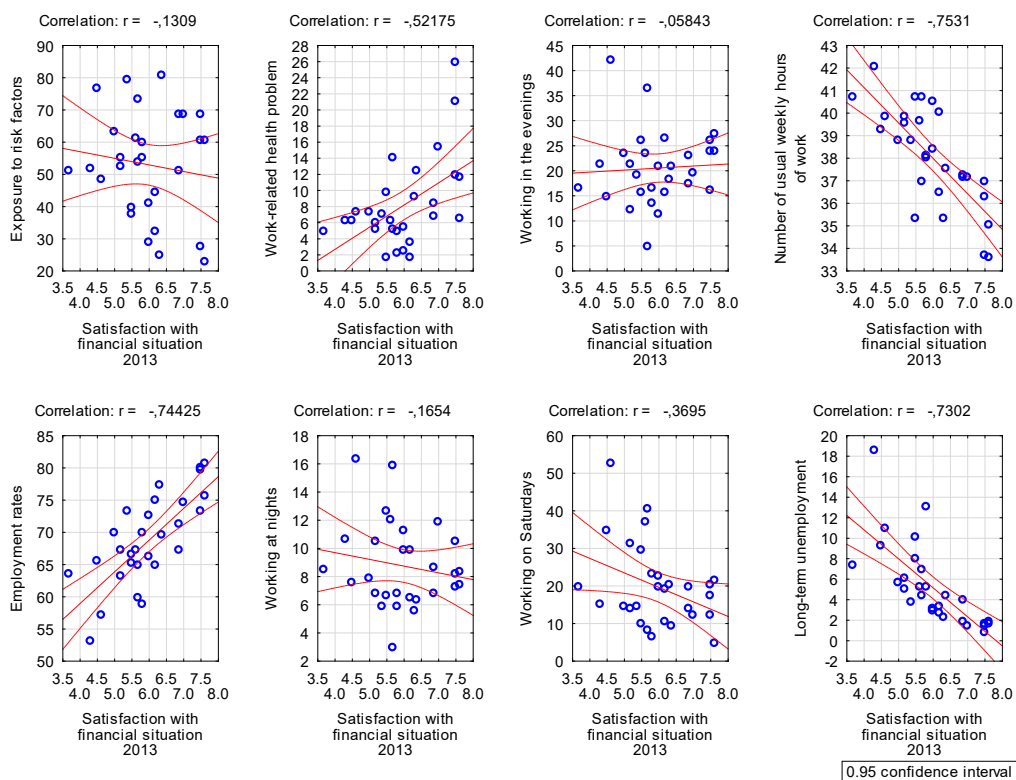 Correlation: r = -,1309
Exposure to risk factors
90
80
70
60
50
40
30
20
3.5 4.5 5.5 6.5 7.5
4.0 5.0 6.0 7.0 8.0
Satisfaction with
financial situation
2013
Correlation: r = -,52175
Work-related health problem
28
26
24
22
20
18
16
14
12
10
8
6
4
2
0
3.5 4.5 5.5 6.5 7.5
4.0 5.0 6.0 7.0 8.0
Satisfaction with
financial situation
2013
Correlation: r = -,05843
Working in the evenings
45
40
35
30
25
20
15
10
5
0
3.5 4.5 5.5 6.5 7.5
4.0 5.0 6.0 7.0 8.0
Satisfaction with
financial situation
2013
Correlation: r = -,7531
Number of usual weekly hours
of work
43
42
41
40
39
38
37
36
35
34
33
3.5 4.5 5.5 6.5 7.5
4.0 5.0 6.0 7.0 8.0
Satisfaction with
financial situation
2013
Correlation: r = -,74425
Employment rates
85
80
75
70
65
60
55
50
3.5 4.5 5.5 6.5 7.5
4.0 5.0 6.0 7.0 8.0
Satisfaction with
financial situation
2013
Correlation: r = -,1654
Working at nights
18
16
14
12
10
8
6
4
2
3.5 4.5 5.5 6.5 7.5
4.0 5.0 6.0 7.0 8.0
Satisfaction with
financial situation
2013
Correlation: r = -,3695
Working on Saturdays
60
50
40
30
20
10
0
3.5 4.5 5.5 6.5 7.5
4.0 5.0 6.0 7.0 8.0
Satisfaction with
financial situation
2013
Correlation: r = -,7302
Long-term unemployment
20
18
16
14
12
10
8
6
4
2
0
-2
3.5 4.5 5.5 6.5 7.5
4.0 5.0 6.0 7.0 8.0
Satisfaction with
financial situation
2013
0.95 confidence interval